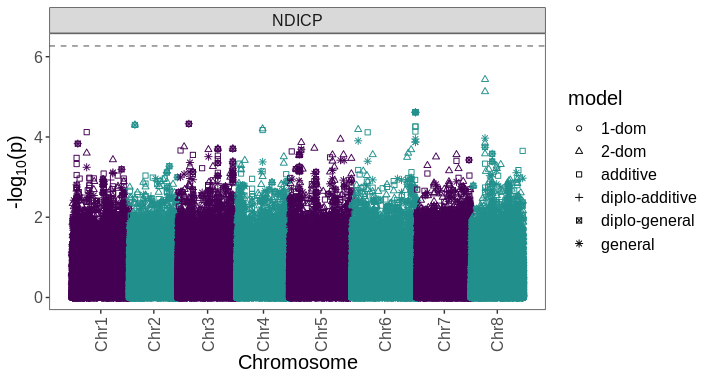 NDICP
6
4
2
0
-log10(p)
Chr1
Chr2
Chr3
Chr4
Chr5
Chr6
Chr7
Chr8
Chromosome
model
1-dom
2-dom
additive
diplo-additive
diplo-general
general